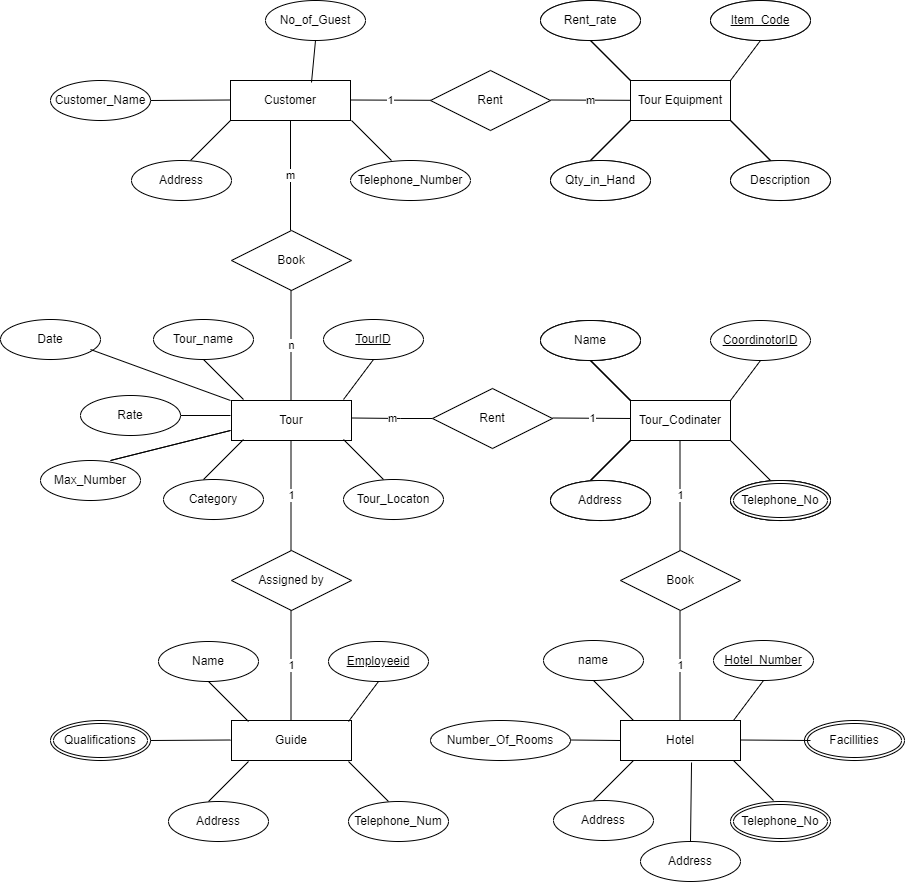 No_of_Guest
Rent_rate
Item_Code
Customer_Name
Customer
1
Rent
m
Tour Equipment
Address
Telephone_Number
Qty_in_Hand
Description
m
Book
n
Date
Tour_name
TourID
Name
CoordinotorID
Rate
Tour
m
Rent
1
Tour_Codinater
Max_Number
Category
Tour_Locaton
Address
Telephone_No
1
1
Assigned by
Book
1
1
Name
Employeeid
name
Hotel_Number
Qualifications
Guide
Number_Of_Rooms
Hotel
Facillities
Address
Telephone_Num
Address
Telephone_No
Address